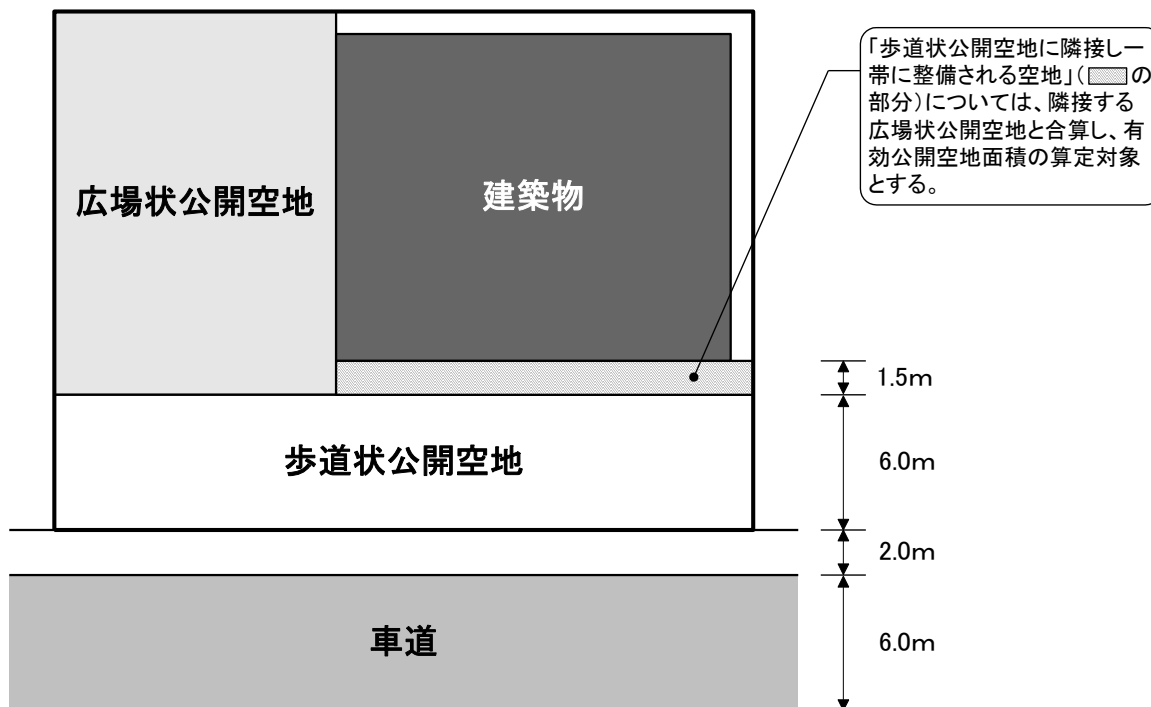 「歩道状公開空地に隣接し一
帯に整備される空地」(　の
部分)については、隣接する
広場状公開空地と合算し、有
効公開空地面積の算定対象
とする。
広場状公開空地
建築物
1.5m
歩道状公開空地
6.0m
2.0m
車道
6.0m